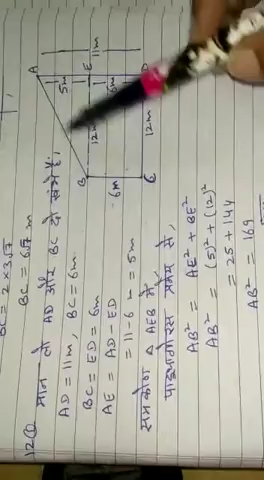 BC = 2 × 3√7
BC = 6√7 m
12①
मान लो AD और BC दो खंभे हैं.
AD = 11m, BC = 6m
BC = ED = 6m
AE = AD - ED
= 11-6 = 5m
समकोण Δ AEB में,
पाइथागोरस प्रमेय से,
AB² = AE² + BE²
AB² = (5)² + (12)²
= 25 + 144
AB² = 169
11m
A E D
5m 6m
12m 12m
B C
6m